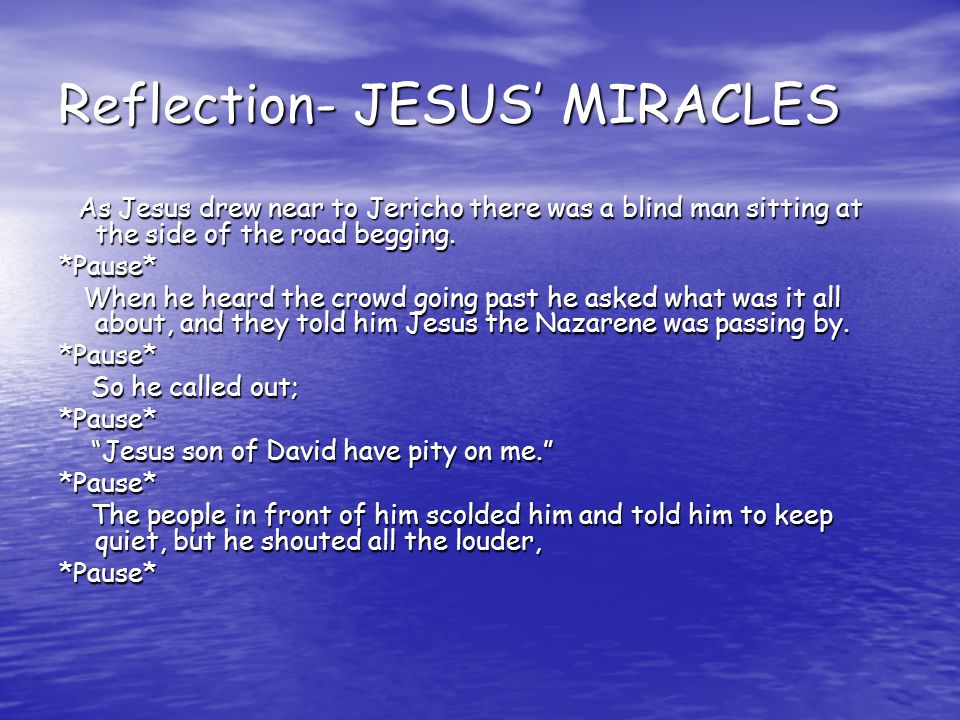 Reflection- JESUS’ MIRACLES
As Jesus drew near to Jericho there was a blind man sitting at
the side of the road begging.
*Pause*
When he heard the crowd going past he asked what was it all
about, and they told him Jesus the Nazarene was passing by.
*Pause*
So he called out;
*Pause*
“Jesus son of David have pity on me.”
*Pause*
The people in front of him scolded him and told him to keep
quiet, but he shouted all the louder,
*Pause*